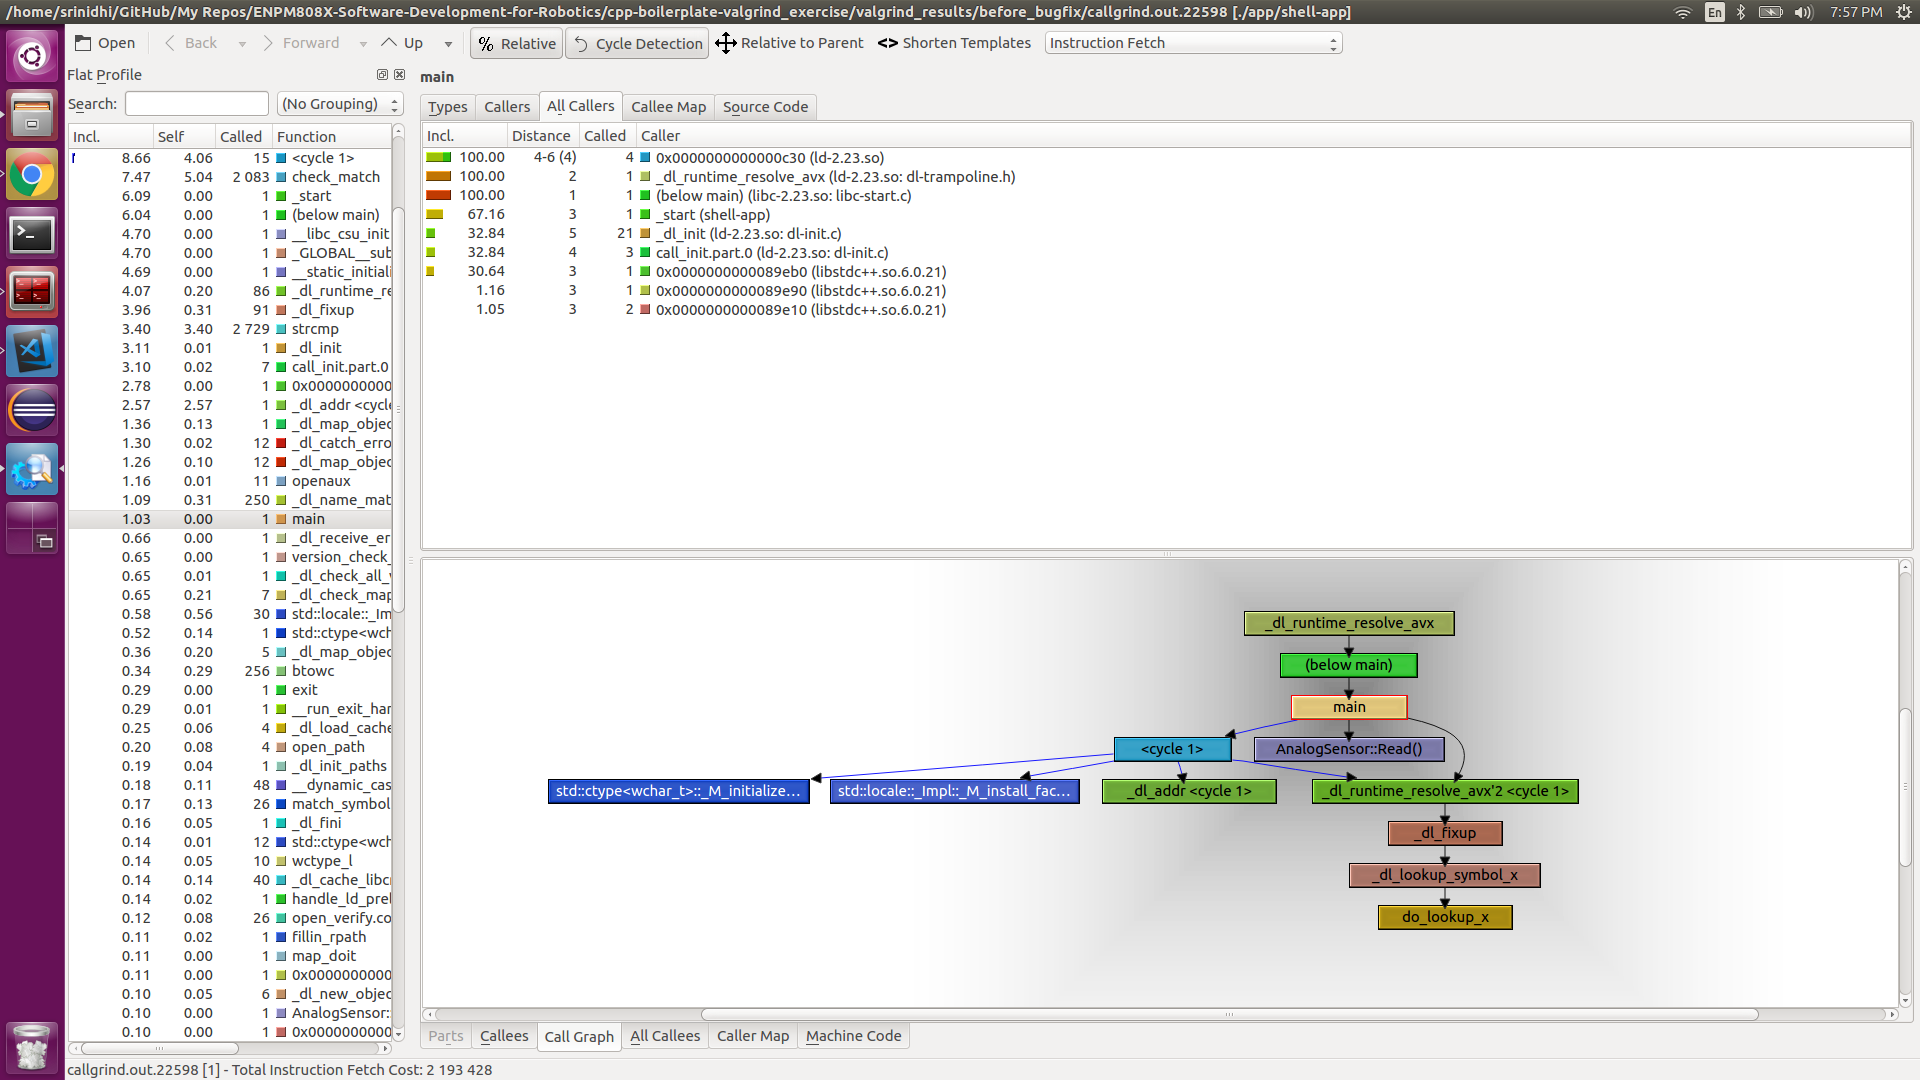 /home/srinidhi/GitHub/My Repos/ENPM808X-Software-Development-for-Robotics/cpp-boilerplate-valgrind_exercise/valgrind_results/before_bugfix/callgrind.out.22598 [./app/shell-app]
En
7:57 PM
Open Back Forward Up % Relative Cycle Detection Relative to Parent <> Shorten Templates Instruction Fetch
Flat Profile
Search: (No Grouping)
Incl. Self Called Function
8.66 4.06 15 <cycle 1>
7.47 5.04 2 083 check_match
6.09 0.00 1 _start
6.04 0.00 1 (below main)
4.70 0.00 1 __libc_csu_init
4.70 0.00 1 _GLOBAL__sub
4.69 0.00 1 __static_initiali
4.07 0.20 86 _dl_runtime_re
3.96 0.31 91 _dl_fixup
3.40 3.40 2 729 strcmp
3.11 0.01 1 _dl_init
3.10 0.02 7 call_init.part.0
2.78 0.00 1 0x0000000000
2.57 2.57 1 _dl_addr <cycle
1.36 0.13 1 _dl_map_objec
1.30 0.02 12 _dl_catch_erro
1.26 0.10 12 _dl_map_objec
1.16 0.01 11 openaux
1.09 0.31 250 _dl_name_mat
1.03 0.00 1 main
0.66 0.00 1 _dl_receive_er
0.65 0.00 1 version_check_
0.65 0.01 1 _dl_check_all_v
0.65 0.21 7 _dl_check_map
0.58 0.56 30 std::locale::_Im
0.52 0.14 1 std::ctype<wch
0.36 0.20 5 _dl_map_objec
0.34 0.29 256 btowc
0.29 0.00 1 exit
0.29 0.01 1 __run_exit_han
0.25 0.06 4 _dl_load_cache
0.20 0.08 4 open_path
0.19 0.04 1 _dl_init_paths
0.18 0.11 48 __dynamic_cas
0.17 0.13 26 match_symbol
0.16 0.05 1 _dl_fini
0.14 0.01 12 std::ctype<wch
0.14 0.05 10 wctype_l
0.14 0.14 40 _dl_cache_libc
0.14 0.02 1 handle_ld_prel
0.12 0.08 26 open_verify.co
0.11 0.02 1 fillin_rpath
0.11 0.00 1 map_doit
0.11 0.00 1 0x0000000000
0.10 0.05 6 _dl_new_objec
0.10 0.00 1 AnalogSensor:
0.10 0.00 1 0x0000000000
main
Types Callers All Callers Callee Map Source Code
Incl. Distance Called Caller
100.00 4-6 (4) 4 0x0000000000000c30 (ld-2.23.so)
100.00 2 1 _dl_runtime_resolve_avx (ld-2.23.so: dl-trampoline.h)
100.00 1 1 (below main) (libc-2.23.so: libc-start.c)
67.16 3 1 _start (shell-app)
32.84 5 21 _dl_init (ld-2.23.so: dl-init.c)
32.84 4 3 call_init.part.0 (ld-2.23.so: dl-init.c)
30.64 3 1 0x0000000000089eb0 (libstdc++.so.6.0.21)
1.16 3 1 0x0000000000089e90 (libstdc++.so.6.0.21)
1.05 3 2 0x0000000000089e10 (libstdc++.so.6.0.21)
_dl_runtime_resolve_avx
(below main)
main
<cycle 1> AnalogSensor::Read()
std::ctype<wchar_t>::_M_initialize... std::locale::_Impl::_M_install_fac... _dl_addr <cycle 1> _dl_runtime_resolve_avx'2 <cycle 1>
_dl_fixup
_dl_lookup_symbol_x
do_lookup_x
Parts Callees Call Graph All Callees Caller Map Machine Code
callgrind.out.22598 [1] - Total Instruction Fetch Cost: 2 193 428